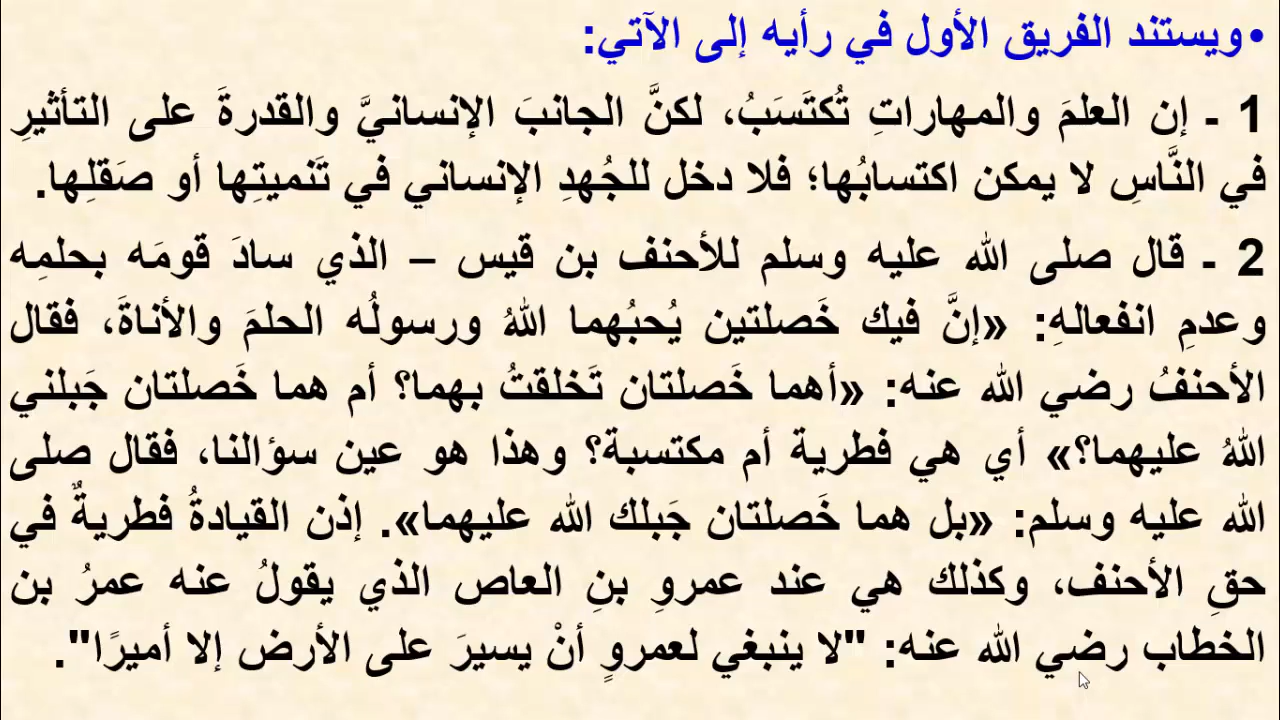 •ويستند الفريق الأول في رأيه إلى الآتي:
1 ـ إن العلمَ والمهاراتِ تُكتَسَبُ، لكنَّ الجانبَ الإنسانيَّ والقدرةَ على التأثيرِ
في النَّاسِ لا يمكن اكتسابُها؛ فلا دخل للجُهدِ الإنساني في تَنميتِها أو صَقلِها.
2 ـ قال صلى الله عليه وسلم للأحنف بن قيس – الذي سادَ قومَه بحلمِه
وعدمِ انفعالهِ: «إنَّ فيك خَصلتين يُحبُهما اللهُ ورسولُه الحلمَ والأناةَ، فقال
الأحنفُ رضي الله عنه: «أهما خَصلتان تَخلقتُ بهما؟ أم هما خَصلتان جَبلني
اللهُ عليهما؟» أي هي فطرية أم مكتسبة؟ وهذا هو عين سؤالنا، فقال صلى
الله عليه وسلم: «بل هما خَصلتان جَبلك الله عليهما». إذن القيادةُ فطريةٌ في
حقِ الأحنف، وكذلك هي عند عمروِ بنِ العاص الذي يقولُ عنه عمرُ بن
الخطاب رضي الله عنه: "لا ينبغي لعمروٍ أنْ يسيرَ على الأرض إلا أميرًا".